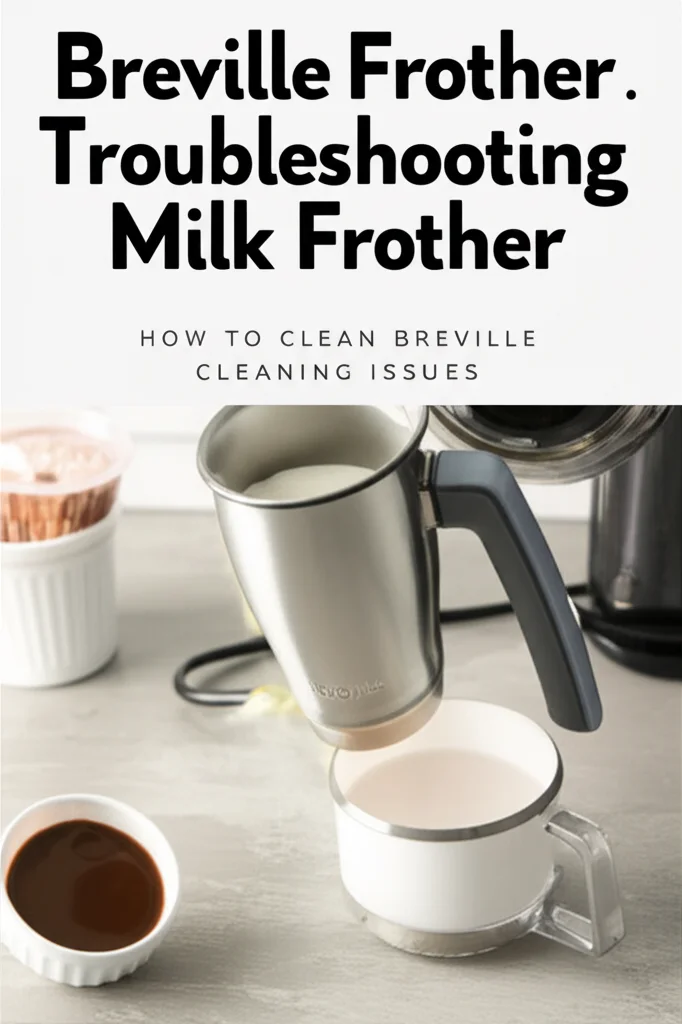 Breville Frother.
Troubleshooting
Milk Frother
HOW TO CLEAN BREVILLE
CLEANING ISSUES